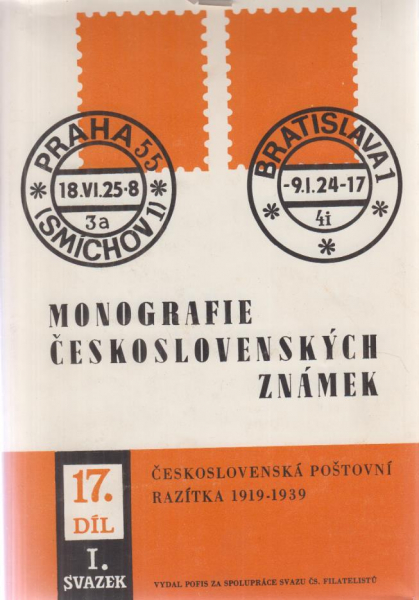 PRAHA 55
18.VI.25-8
3a
(SMÍCHOV 1)
BRATISLAVA 1
-9.I.24-17
4i
MONOGRAFIE
ČESKOSLOVENSKÝCH
ZNÁMEK
17.
DÍL
I.
SVAZEK
ČESKOSLOVENSKÁ POŠTOVNÍ
RAZÍTKA 1919-1939
VYDAL POFIS ZA SPOLUPRÁCE SVAZU ČS. FILATELISTŮ